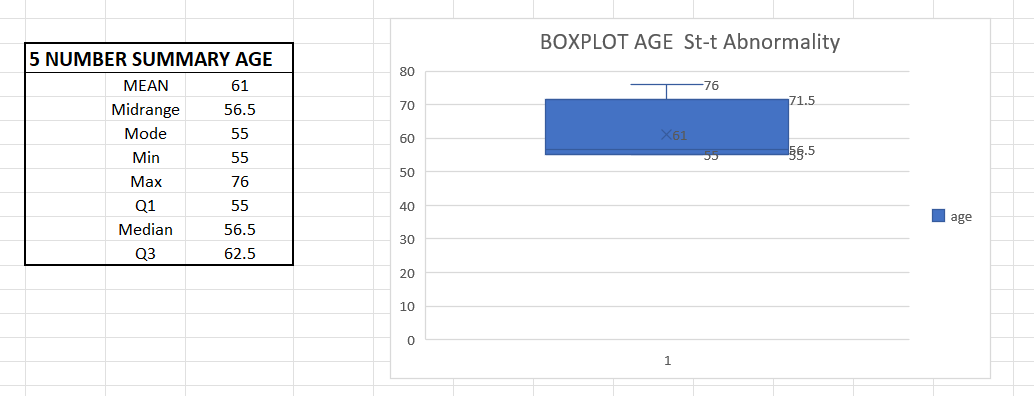 5 NUMBER SUMMARY AGE
MEAN 61
Midrange 56.5
Mode 55
Min 55
Max 76
Q1 55
Median 56.5
Q3 62.5
BOXPLOT AGE  St-t Abnormality
80
70
60
50
40
30
20
10
0
76
71.5
61
56.5
55
55
1
age